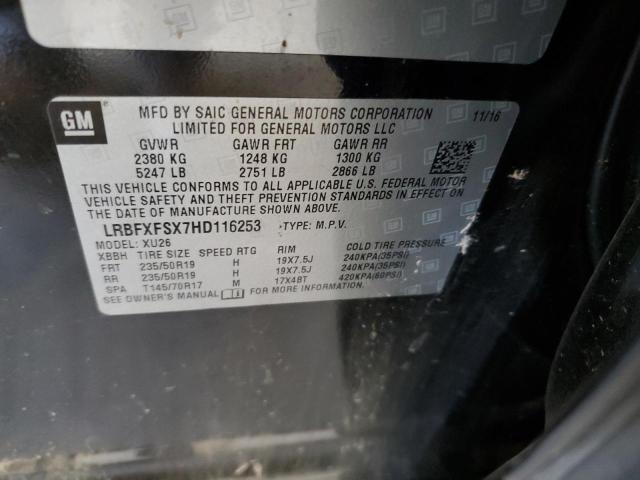 GM
MFD BY SAIC GENERAL MOTORS CORPORATION 11/16
LIMITED FOR GENERAL MOTORS LLC
GVWR GAWR FRT GAWR RR
2380 KG 1248 KG 1300 KG
5247 LB 2751 LB 2866 LB
THIS VEHICLE CONFORMS TO ALL APPLICABLE U.S. FEDERAL MOTOR
VEHICLE SAFETY AND THEFT PREVENTION STANDARDS IN EFFECT
ON THE DATE OF MANUFACTURE SHOWN ABOVE.
LRBFXFSX7HD116253 TYPE: M.P.V.
MODEL: XU26
XBBH TIRE SIZE SPEED RTG RIM COLD TIRE PRESSURE
FRT 235/50R19 H 19X7.5J 240KPA(35PSI)
RR 235/50R19 H 19X7.5J 240KPA(35PSI)
SPA T145/70R17 M 17X4BT 420KPA(60PSI)
SEE OWNER'S MANUAL FOR ADDITIONAL INFORMATION